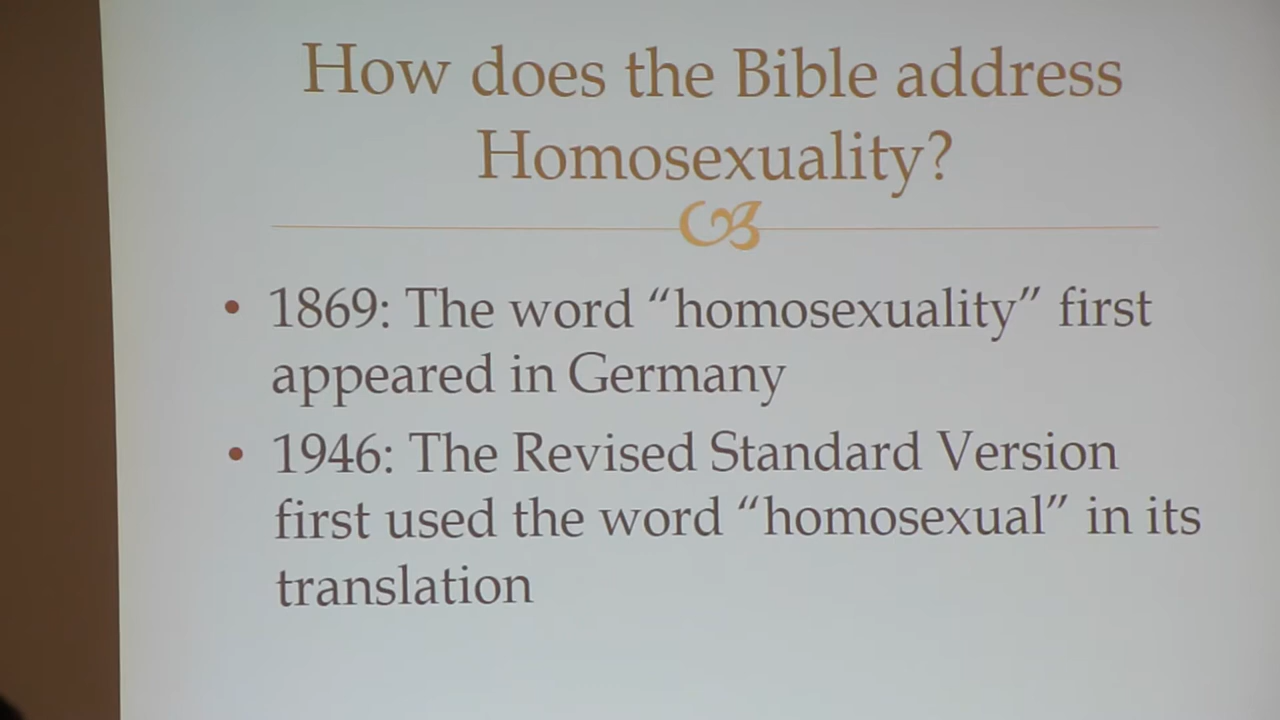 How does the Bible address
Homosexuality?
• 1869: The word “homosexuality” first
appeared in Germany
• 1946: The Revised Standard Version
first used the word “homosexual” in its
translation